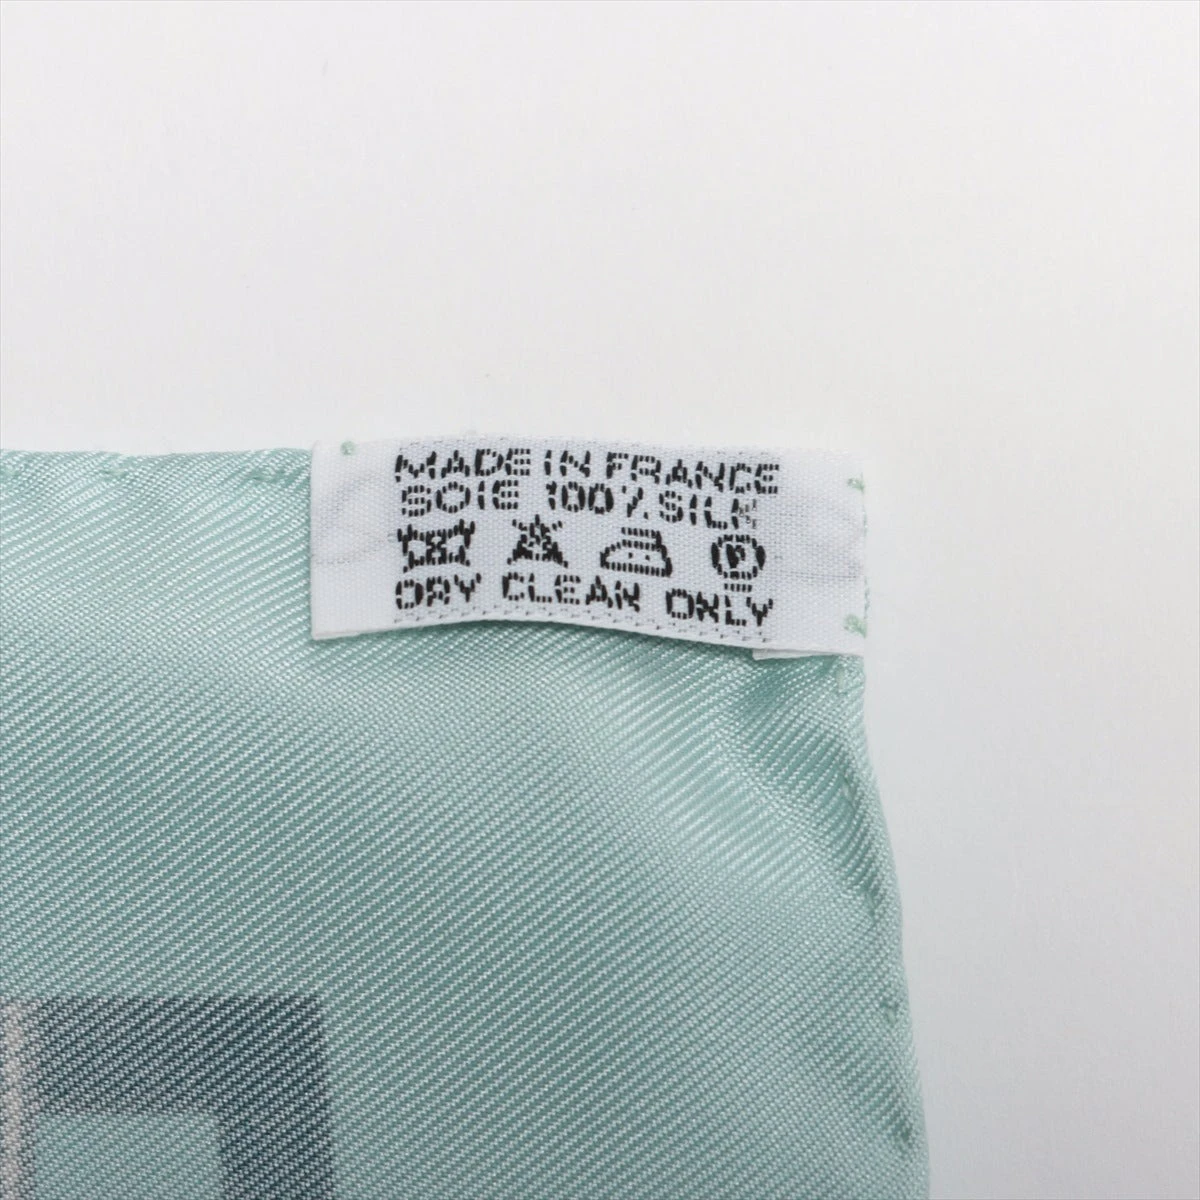 MADE IN FRANCE
SOIE 100% SILK
P
DRY CLEAN ONLY